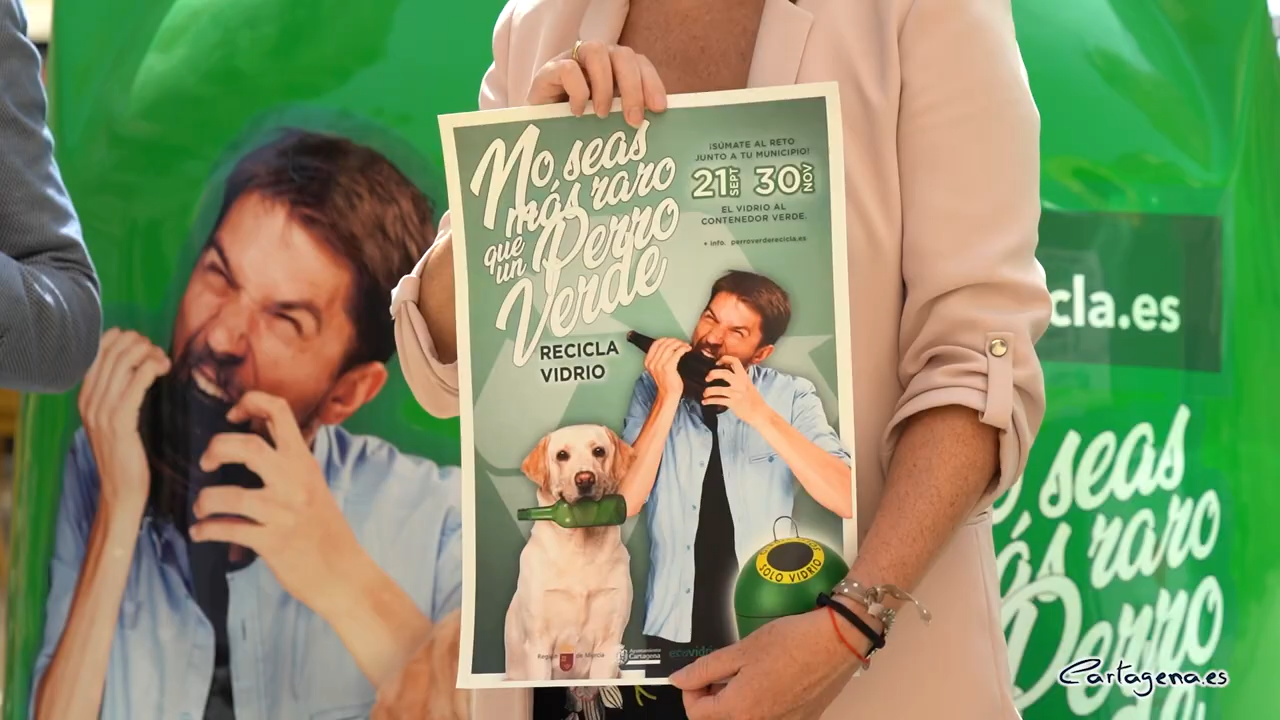 No seas
más raro
que un Perro
Verde
RECICLA
VIDRIO
¡SÚMATE AL RETO
JUNTO A TU MUNICIPIO!
21 SEPT 30 NOV
EL VIDRIO AL
CONTENEDOR VERDE.
+ info. perroverderecicla.es
SOLO VIDRIO
Región de Murcia
Ayuntamiento
Cartagena
ecovidrio
cla.es
seas
más raro
Perro
de
Cartagena.es